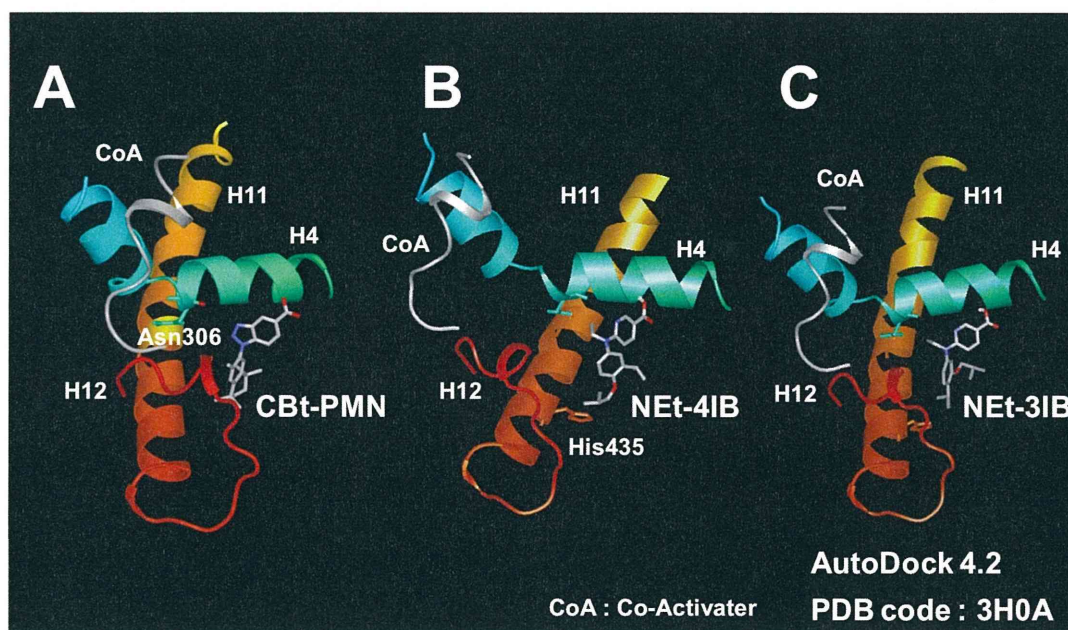 A
B
C
CoA
H11
H4
Asn306
H12
CBt-PMN
H11
CoA
H4
H12
NEt-4IB
His435
CoA
H11
H4
H12
NEt-3IB
AutoDock 4.2
CoA : Co-Activater
PDB code : 3H0A